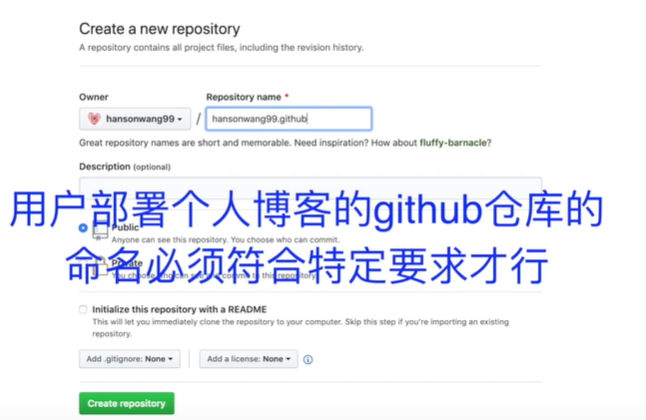 Create a new repository
A repository contains all project files, including the revision history.
Owner
Repository name *
hansonwang99
/
hansonwang99.github
Great repository names are short and memorable. Need inspiration? How about fluffy-barnacle?
Description (optional)
用户部署个人博客的github仓库的
Public
Anyone can see this repository. You choose who can commit.
命名必须符合特定要求才行
Private
You choose who can see and commit to this repository.
Initialize this repository with a README
This will let you immediately clone the repository to your computer. Skip this step if you're importing an existing
repository.
Add .gitignore: None
Add a license: None
Create repository